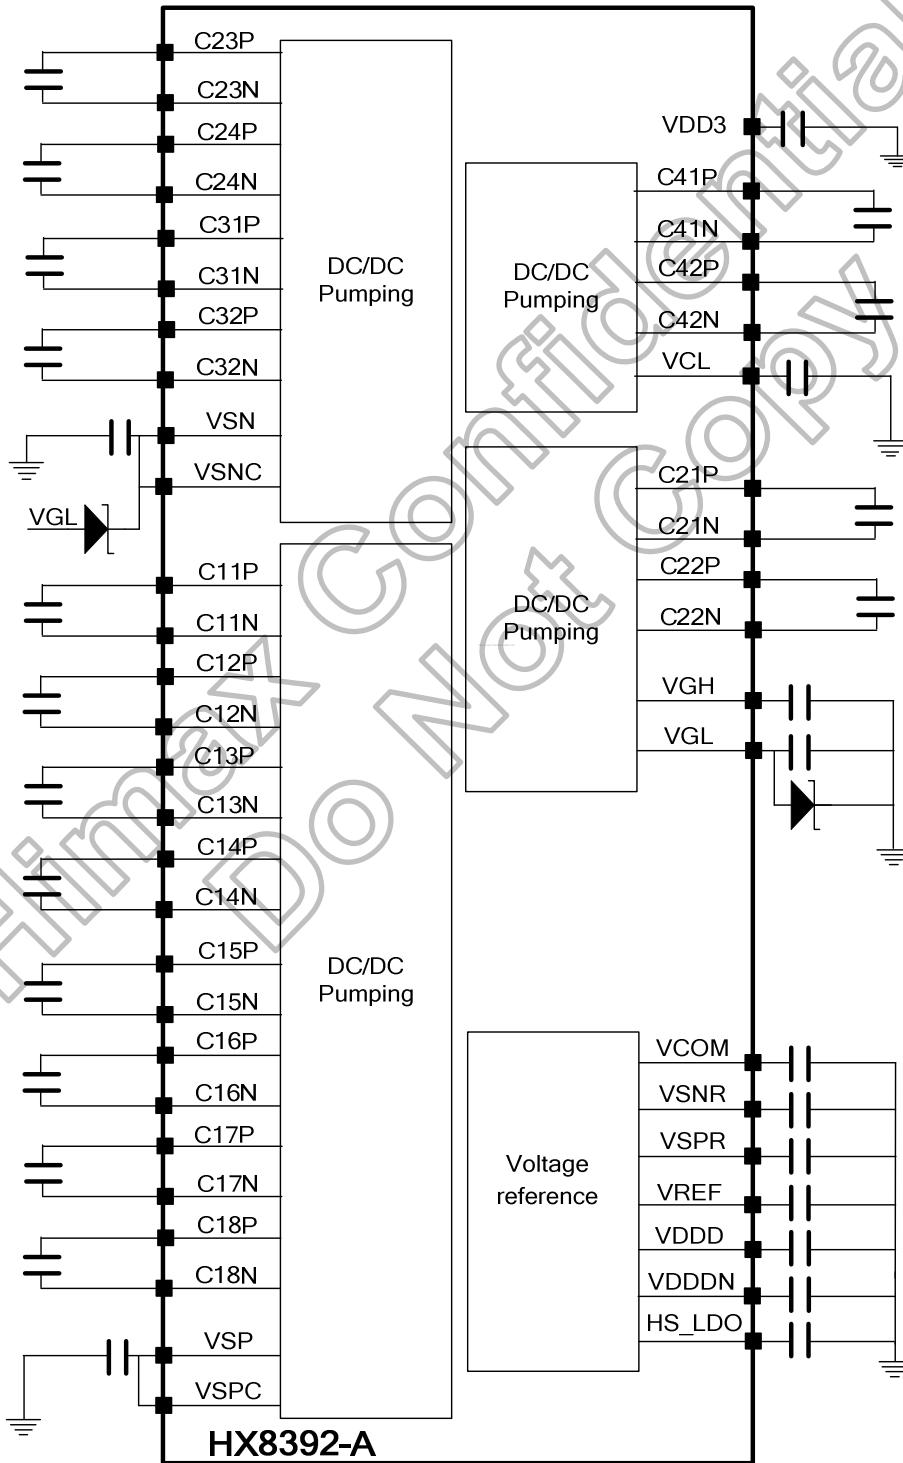 C23P
C23N
C24P
C24N
C31P
C31N
C32P
C32N
VSN
VSNC
VGL
DC/DC
Pumping
C11P
C11N
C12P
C12N
C13P
C13N
C14P
C14N
C15P
C15N
C16P
C16N
C17P
C17N
C18P
C18N
VSP
VSPC
DC/DC
Pumping
VDD3
C41P
C41N
C42P
C42N
VCL
DC/DC
Pumping
C21P
C21N
C22P
C22N
VGH
VGL
DC/DC
Pumping
VCOM
VSNR
VSPR
VREF
VDDD
VDDDN
HS_LDO
Voltage
reference
HX8392-A
Himax Confidential
Do Not Copy